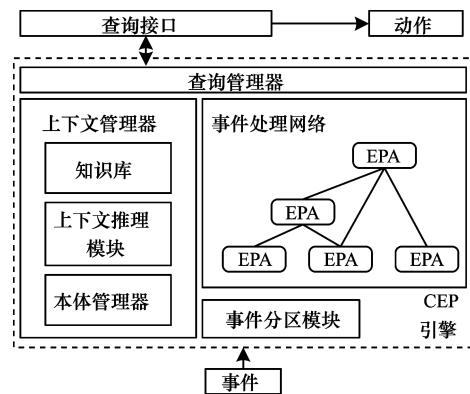 查询接口
动作
查询管理器
上下文管理器
知识库
上下文推理
模块
本体管理器
事件处理网络
EPA
EPA
EPA
EPA
EPA
事件分区模块
CEP
引擎
事件